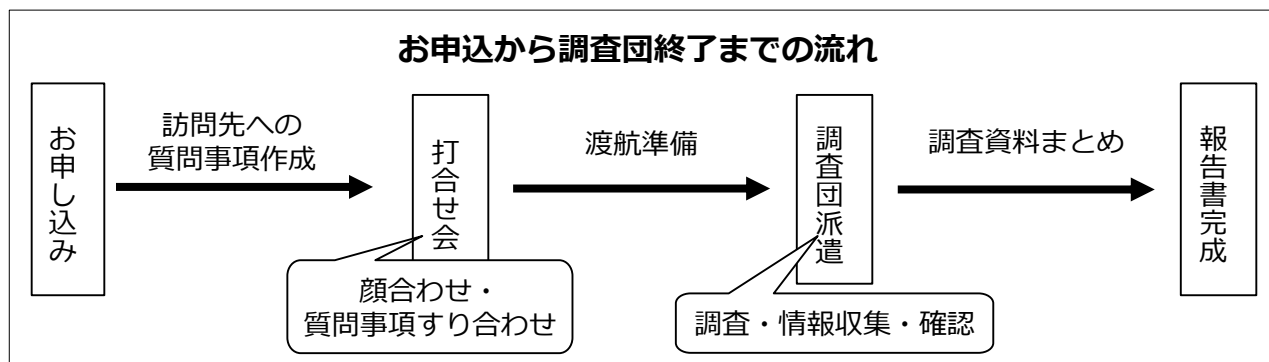 お申込から調査団終了までの流れ
お申し込み
訪問先への
質問事項作成
打合せ会
顔合わせ・
質問事項すり合わせ
渡航準備
調査団派遣
調査・情報収集・確認
調査資料まとめ
報告書完成